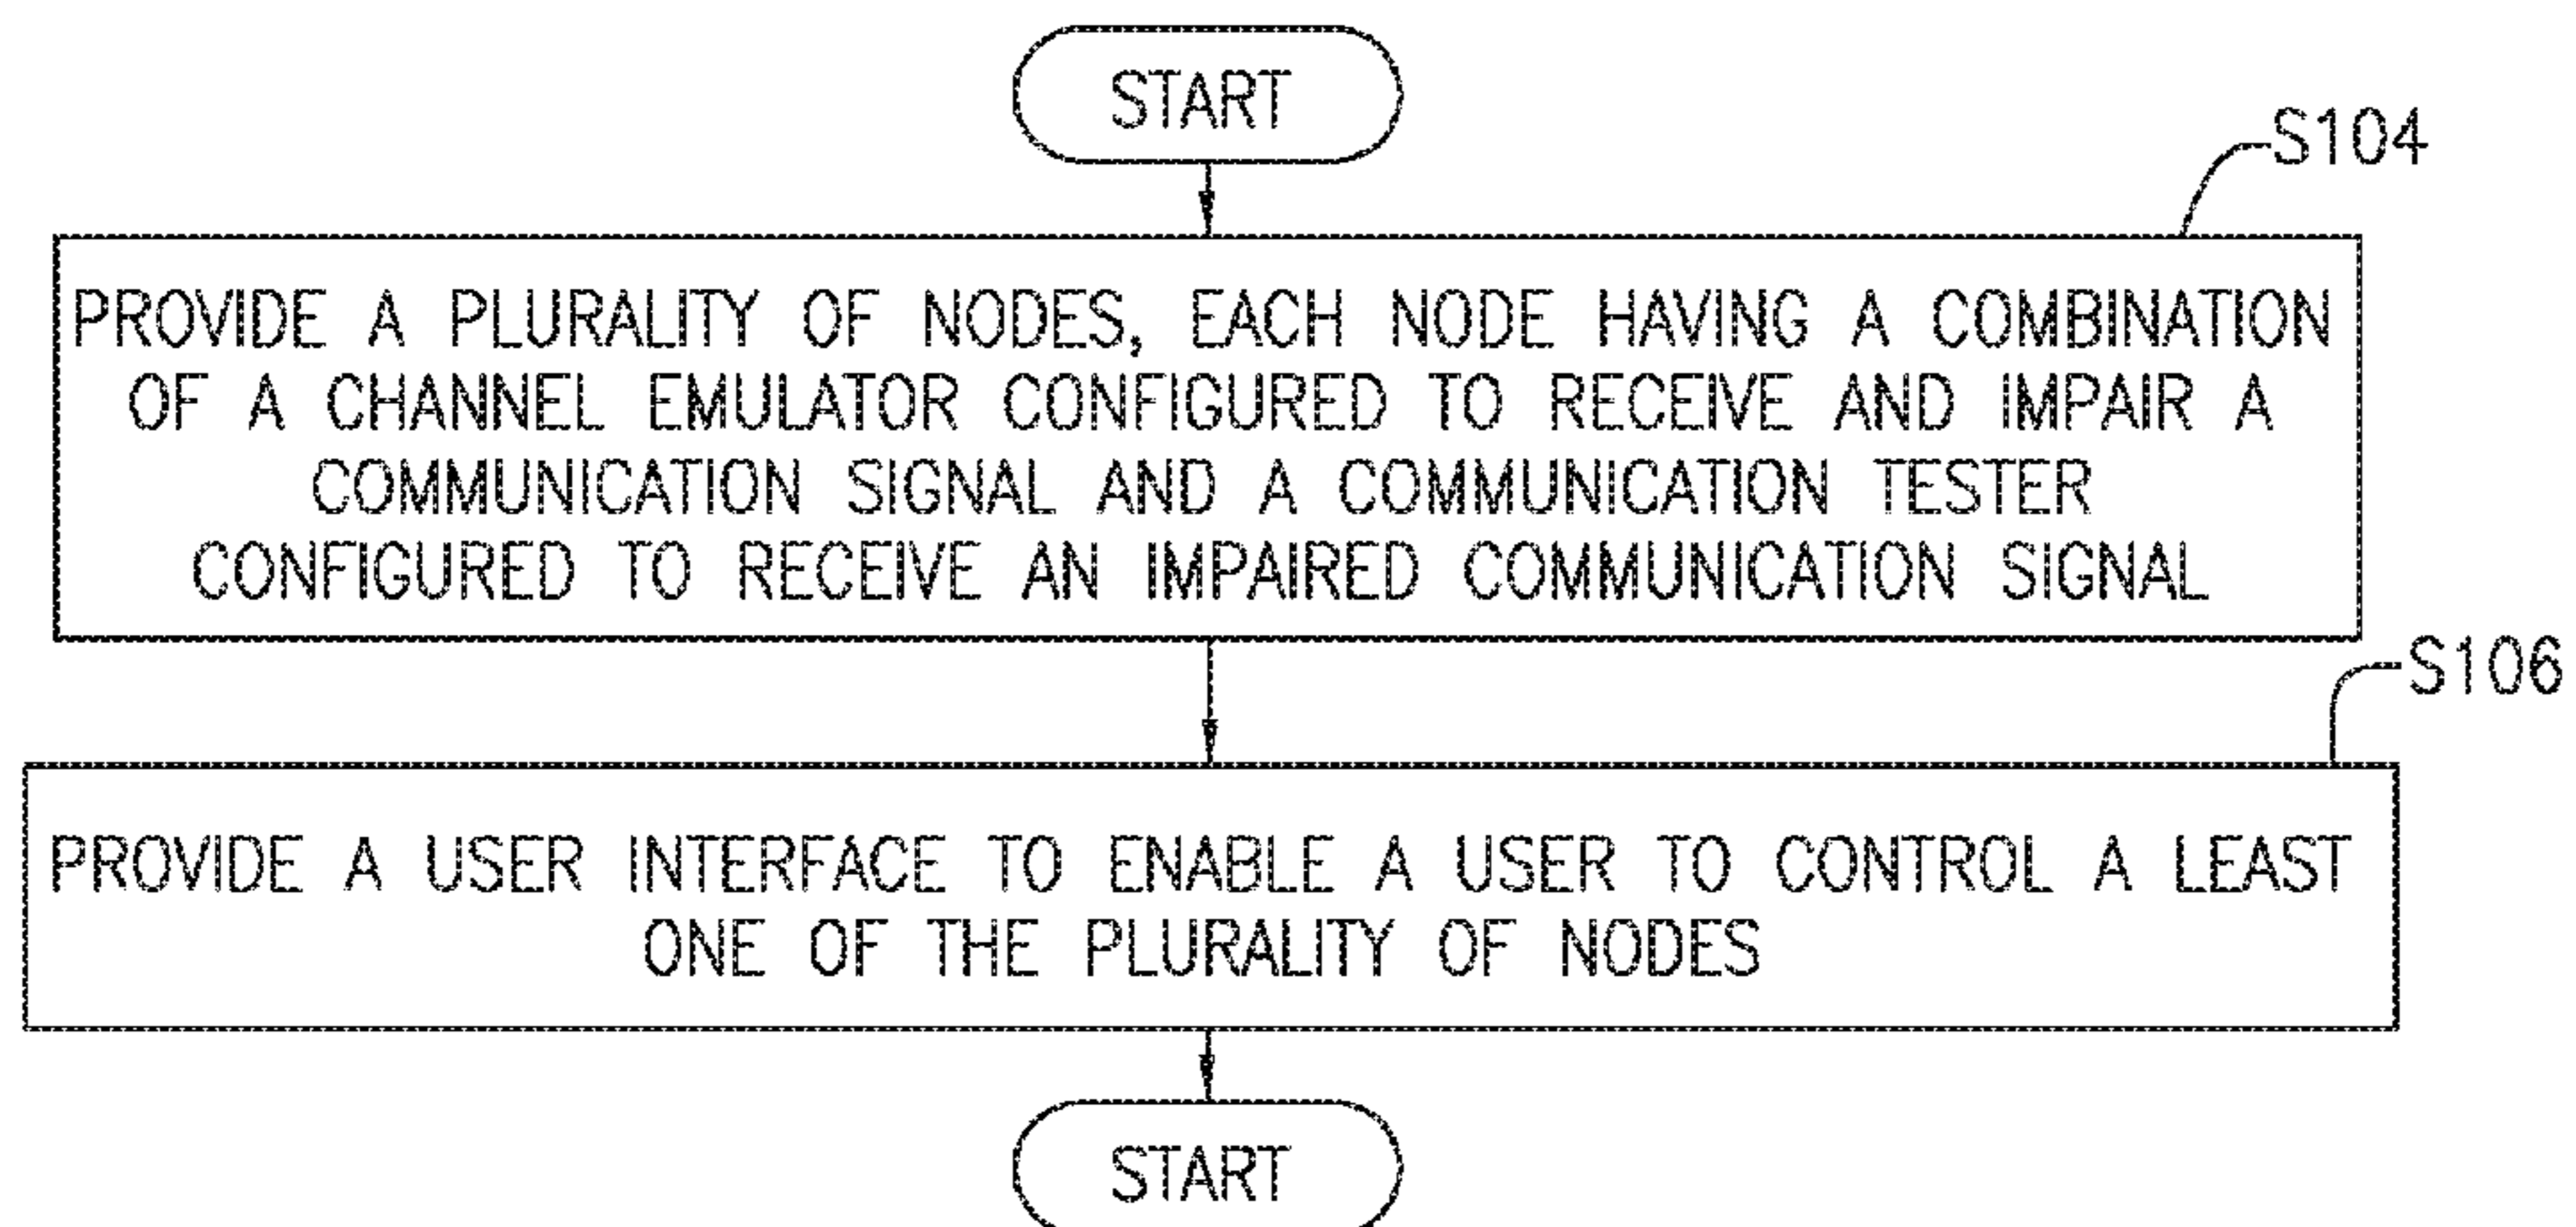 START
S104
PROVIDE A PLURALITY OF NODES, EACH NODE HAVING A COMBINATION
OF A CHANNEL EMULATOR CONFIGURED TO RECEIVE AND IMPAIR A
COMMUNICATION SIGNAL AND A COMMUNICATION TESTER
CONFIGURED TO RECEIVE AN IMPAIRED COMMUNICATION SIGNAL
S106
PROVIDE A USER INTERFACE TO ENABLE A USER TO CONTROL A LEAST
ONE OF THE PLURALITY OF NODES
START